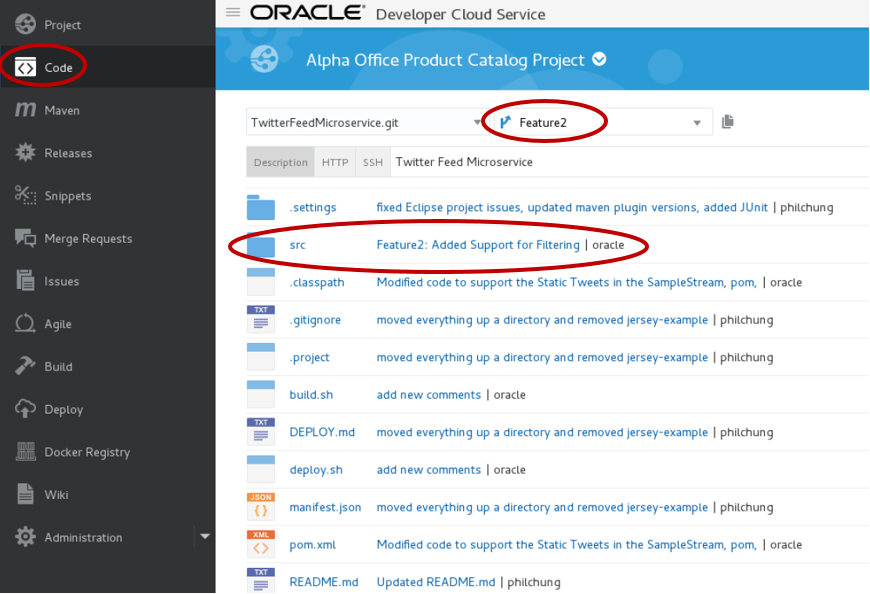 ORACLE® Developer Cloud Service
Project
Code
Maven
Releases
Snippets
Merge Requests
Issues
Agile
Build
Deploy
Docker Registry
Wiki
Administration
Alpha Office Product Catalog Project
TwitterFeedMicroservice.git Feature2
Description HTTP SSH Twitter Feed Microservice
.settings fixed Eclipse project issues, updated maven plugin versions, added JUnit | philchung
src Feature2: Added Support for Filtering | oracle
.classpath Modified code to support the Static Tweets in the SampleStream, pom, | oracle
TXT .gitignore moved everything up a directory and removed jersey-example | philchung
.project moved everything up a directory and removed jersey-example | philchung
build.sh add new comments | oracle
TXT DEPLOY.md moved everything up a directory and removed jersey-example | philchung
deploy.sh add new comments | oracle
JSON { } manifest.json moved everything up a directory and removed jersey-example | philchung
XML <> pom.xml Modified code to support the Static Tweets in the SampleStream, pom, | oracle
TXT README.md Updated README.md | philchung